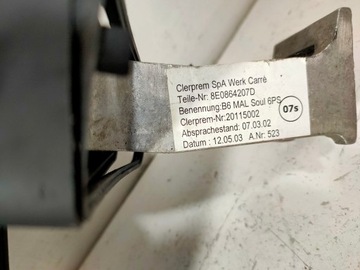 Clerprem SpA Werk Carrè
Teile-Nr: 8E0864207D
Benennung:B6 MAL Soul 6PS
Clerprem-Nr:20115002
Absprachestand: 07.03.02
Datum : 12.05.03 A.Nr: 523
07s